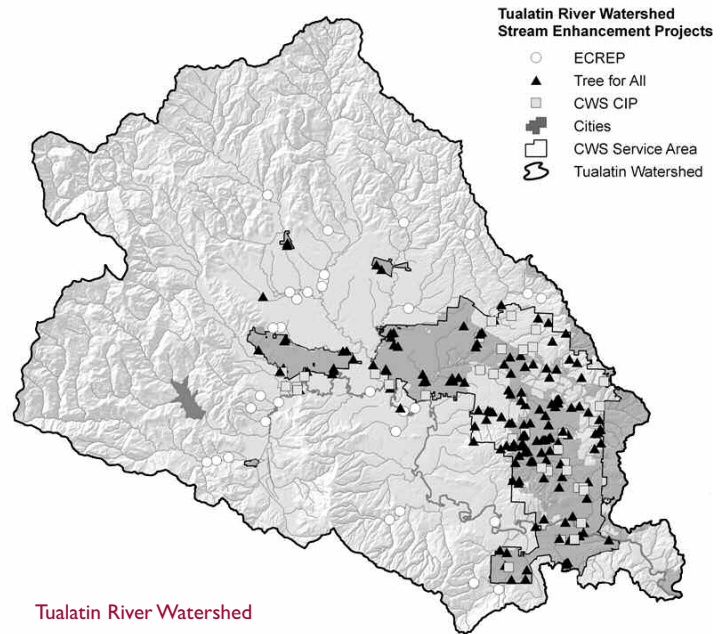 Tualatin River Watershed
Stream Enhancement Projects
ECREP
Tree for All
CWS CIP
Cities
CWS Service Area
Tualatin Watershed
Tualatin River Watershed